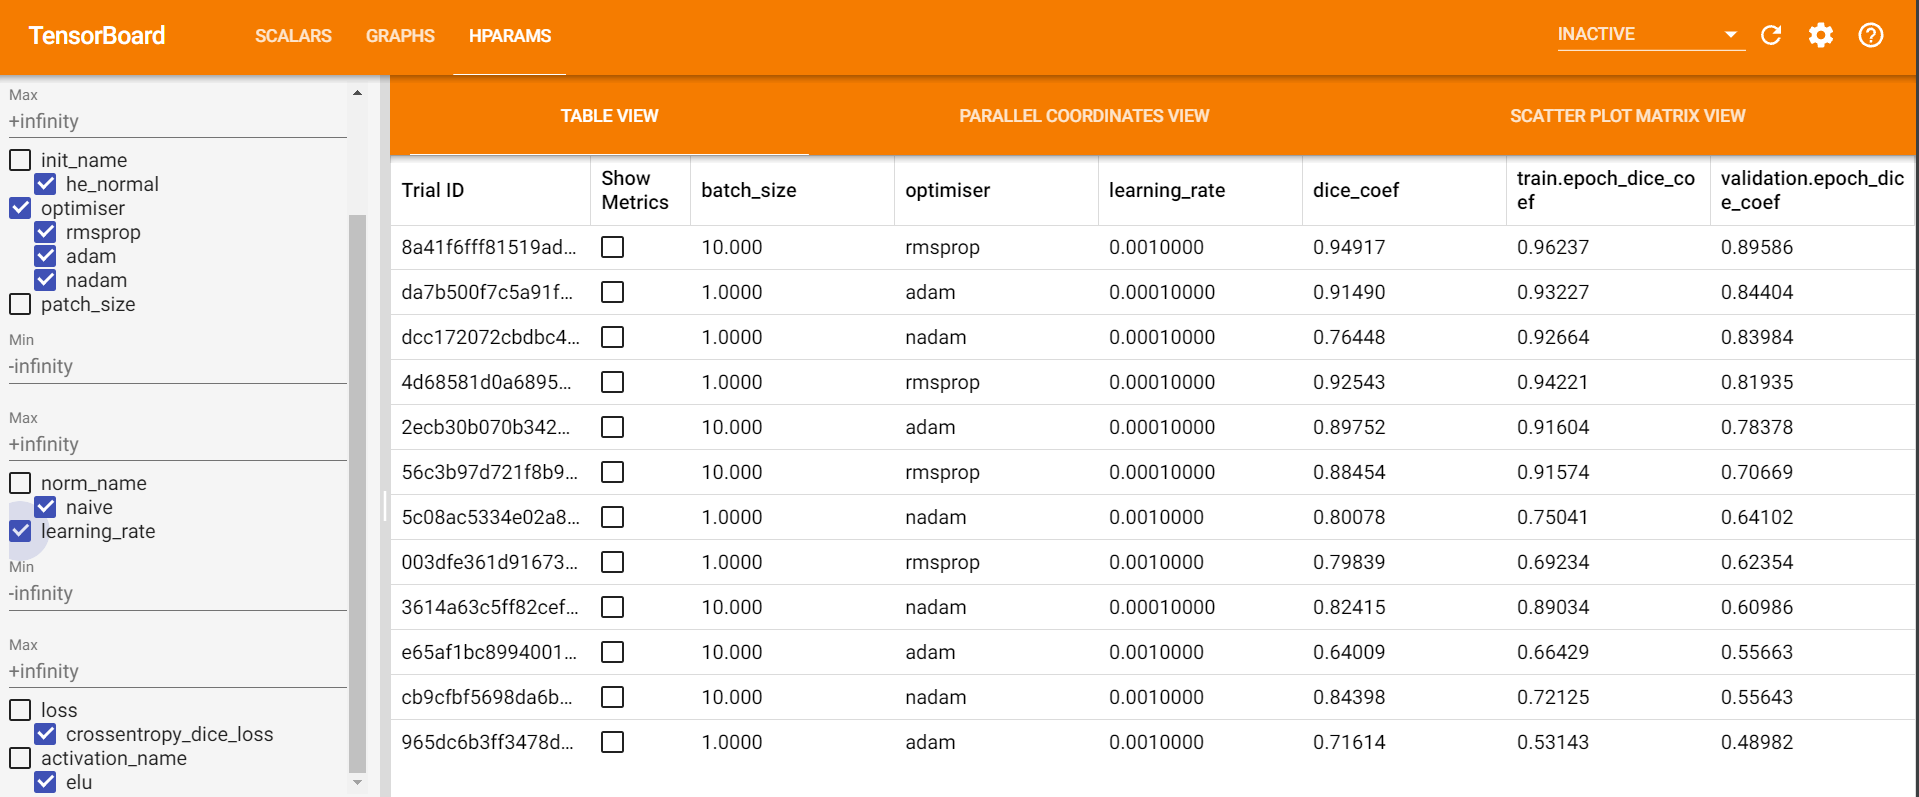 TensorBoard
SCALARS
GRAPHS
HPARAMS
INACTIVE
Max
+infinity
init_name
he_normal
optimiser
rmsprop
adam
nadam
patch_size
Min
-infinity
Max
+infinity
norm_name
naive
learning_rate
Min
-infinity
Max
+infinity
loss
crossentropy_dice_loss
activation_name
elu
TABLE VIEW
PARALLEL COORDINATES VIEW
SCATTER PLOT MATRIX VIEW
Trial ID
Show
Metrics
batch_size
optimiser
learning_rate
dice_coef
train.epoch_dice_co
ef
validation.epoch_dic
e_coef
8a41f6fff81519ad... 10.000 rmsprop 0.0010000 0.94917 0.96237 0.89586
da7b500f7c5a91f... 1.0000 adam 0.00010000 0.91490 0.93227 0.84404
dcc172072cbdbc4... 1.0000 nadam 0.00010000 0.76448 0.92664 0.83984
4d68581d0a6895... 1.0000 rmsprop 0.00010000 0.92543 0.94221 0.81935
2ecb30b070b342... 10.000 adam 0.00010000 0.89752 0.91604 0.78378
56c3b97d721f8b9... 10.000 rmsprop 0.00010000 0.88454 0.91574 0.70669
5c08ac5334e02a8... 1.0000 nadam 0.0010000 0.80078 0.75041 0.64102
003dfe361d91673... 1.0000 rmsprop 0.0010000 0.79839 0.69234 0.62354
3614a63c5ff82cef... 10.000 nadam 0.00010000 0.82415 0.89034 0.60986
e65af1bc8994001... 10.000 adam 0.0010000 0.64009 0.66429 0.55663
cb9cfbf5698da6b... 10.000 nadam 0.0010000 0.84398 0.72125 0.55643
965dc6b3ff3478d... 1.0000 adam 0.0010000 0.71614 0.53143 0.48982